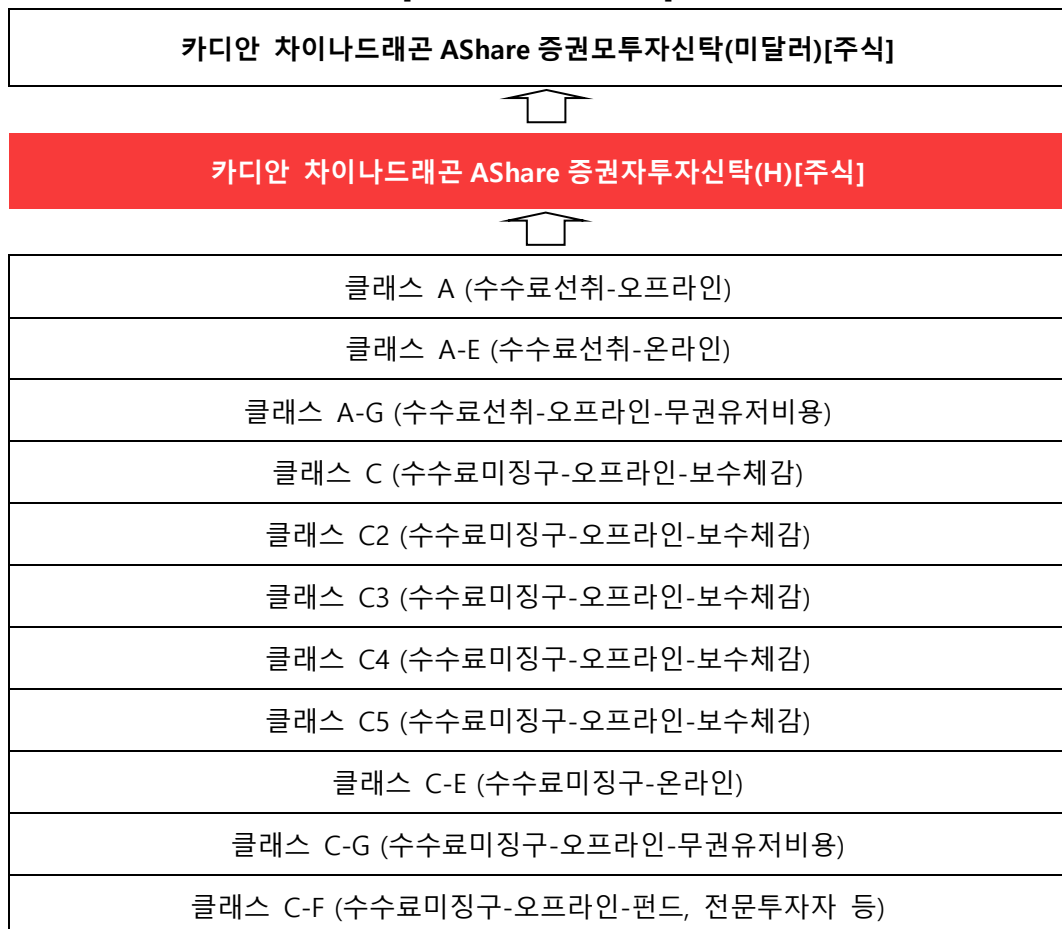 카디안 차이나드래곤 AShare 증권모투자신탁(미달러)[주식]
카디안 차이나드래곤 AShare 증권자투자신탁(H)[주식]
클래스 A (수수료선취-오프라인)
클래스 A-E (수수료선취-온라인)
클래스 A-G (수수료선취-오프라인-무권유저비용)
클래스 C (수수료미징구-오프라인-보수체감)
클래스 C2 (수수료미징구-오프라인-보수체감)
클래스 C3 (수수료미징구-오프라인-보수체감)
클래스 C4 (수수료미징구-오프라인-보수체감)
클래스 C5 (수수료미징구-오프라인-보수체감)
클래스 C-E (수수료미징구-온라인)
클래스 C-G (수수료미징구-오프라인-무권유저비용)
클래스 C-F (수수료미징구-오프라인-펀드, 전문투자자 등)